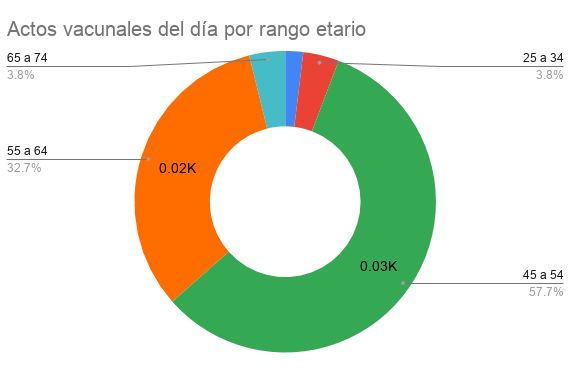 Actos vacunales del día por rango etario
65 a 74
3.8%
25 a 34
3.8%
55 a 64
32.7%
0.02K
0.03K
45 a 54
57.7%